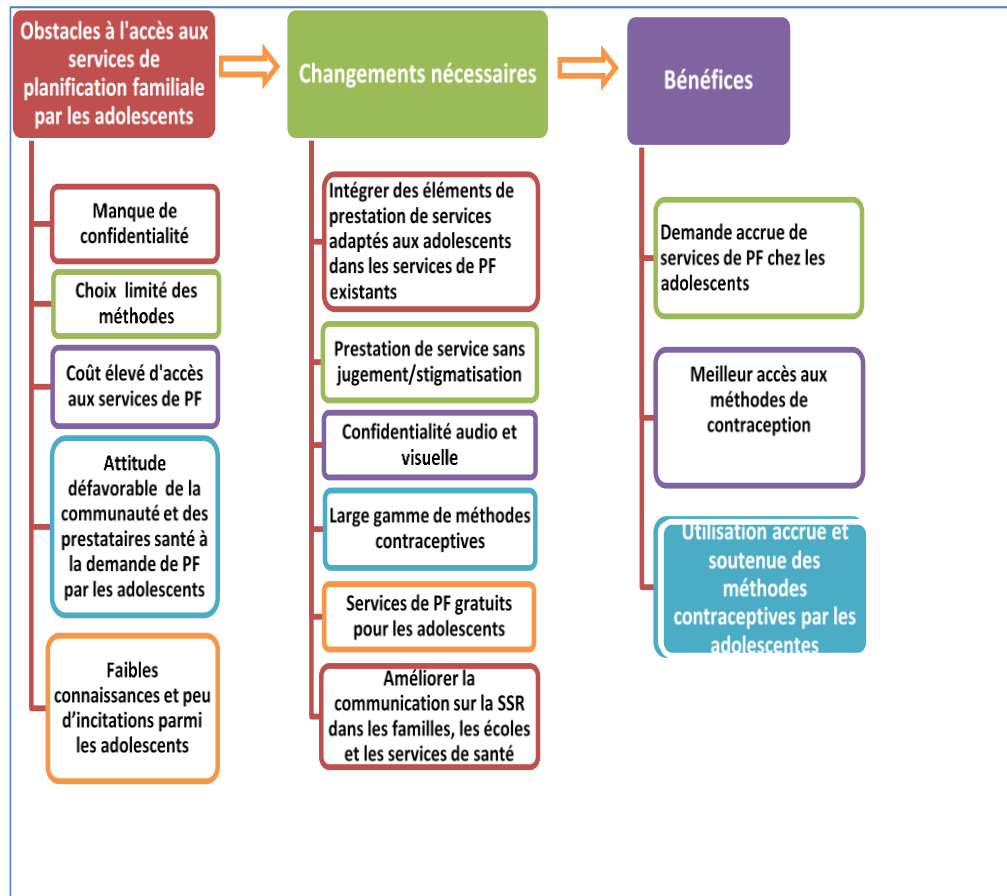 Obstacles à l'accès aux
services de
planification familiale
par les adolescents
Manque de
confidentialité
Choix limité des
méthodes
Coût élevé d'accès
aux services de PF
Attitude
défavorable de la
communauté et des
prestataires santé à
la demande de PF
par les adolescents
Faibles
connaissances et peu
d'incitations parmi
les adolescents
Changements nécessaires
Intégrer des éléments de
prestation de services
adaptés aux adolescents
dans les services de PF
existants
Prestation de service sans
jugement/stigmatisation
Confidentialité audio et
visuelle
Large gamme de méthodes
contraceptives
Services de PF gratuits
pour les adolescents
Améliorer la
communication sur la SSR
dans les familles, les écoles
et les services de santé
Bénéfices
Demande accrue de
services de PF chez les
adolescents
Meilleur accès aux
méthodes de
contraception
Utilisation accrue et
soutenue des
méthodes
contraceptives par les
adolescentes